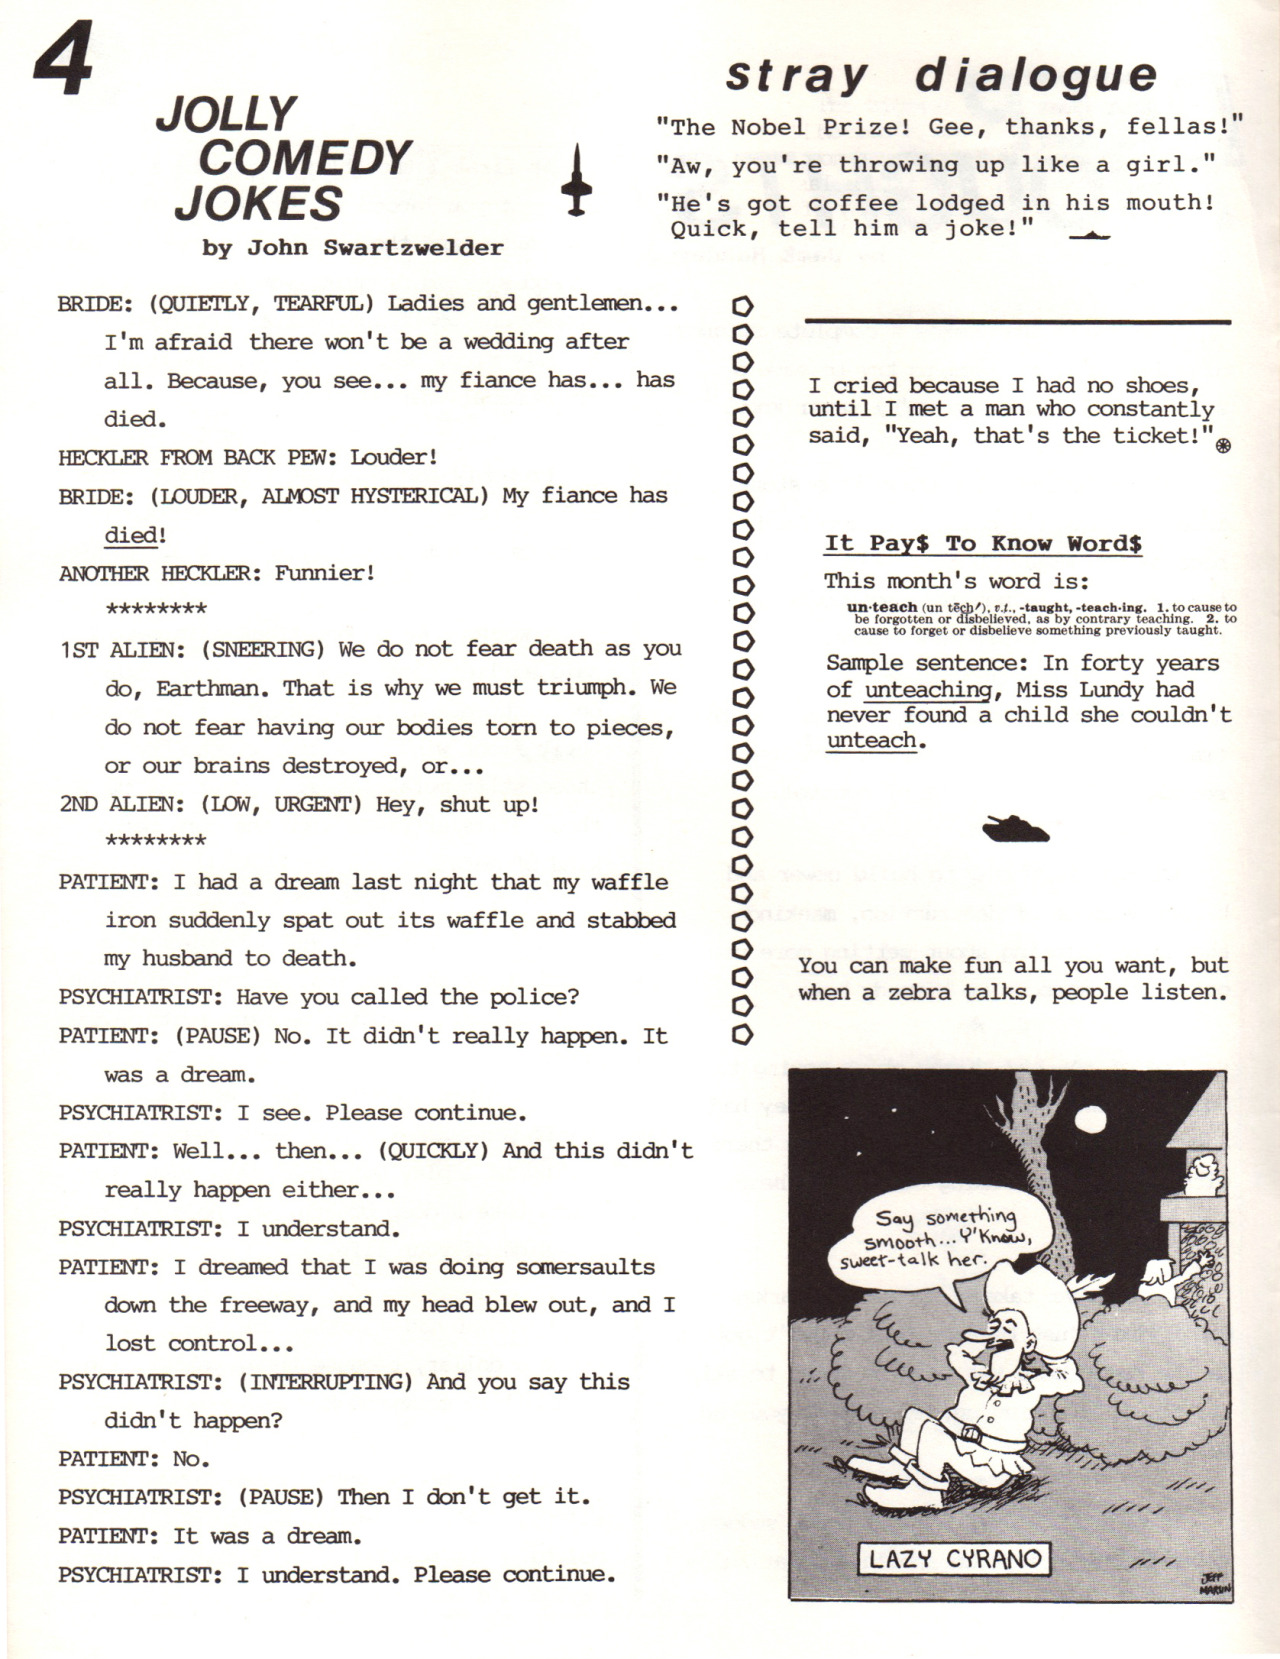 4
JOLLY
COMEDY
JOKES
by John Swartzwelder
BRIDE: (QUIETLY, TEARFUL) Ladies and gentlemen...
I'm afraid there won't be a wedding after
all. Because, you see... my fiance has... has
died.
HECKLER FROM BACK PEW: Louder!
BRIDE: (LOUDER, ALMOST HYSTERICAL) My fiance has
died!
ANOTHER HECKLER: Funnier!
********
1ST ALIEN: (SNEERING) We do not fear death as you
do, Earthman. That is why we must triumph. We
do not fear having our bodies torn to pieces,
or our brains destroyed, or...
2ND ALIEN: (LOW, URGENT) Hey, shut up!
********
PATIENT: I had a dream last night that my waffle
iron suddenly spat out its waffle and stabbed
my husband to death.
PSYCHIATRIST: Have you called the police?
PATIENT: (PAUSE) No. It didn't really happen. It
was a dream.
PSYCHIATRIST: I see. Please continue.
PATIENT: Well... then... (QUICKLY) And this didn't
really happen either...
PSYCHIATRIST: I understand.
PATIENT: I dreamed that I was doing somersaults
down the freeway, and my head blew out, and I
lost control...
PSYCHIATRIST: (INTERRUPTING) And you say this
didn't happen?
PATIENT: No.
PSYCHIATRIST: (PAUSE) Then I don't get it.
PATIENT: It was a dream.
PSYCHIATRIST: I understand. Please continue.
stray dialogue
"The Nobel Prize! Gee, thanks, fellas!"
"Aw, you're throwing up like a girl."
"He's got coffee lodged in his mouth!
Quick, tell him a joke!"
I cried because I had no shoes,
until I met a man who constantly
said, "Yeah, that's the ticket!"
It Pay$ To Know Word$
This month's word is:
un·teach (un tēch′), v.t., -taught, -teach·ing. 1. to cause to
be forgotten or disbelieved, as by contrary teaching. 2. to
cause to forget or disbelieve something previously taught.
Sample sentence: In forty years
of unteaching, Miss Lundy had
never found a child she couldn't
unteach.
You can make fun all you want, but
when a zebra talks, people listen.
Say something
smooth... Y'Know,
sweet-talk her.
LAZY CYRANO
JEFF
MARTIN